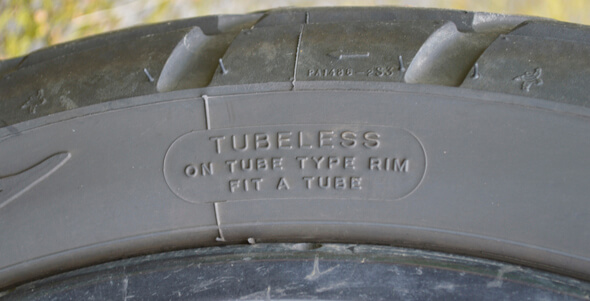 TUBELESS
ON TUBE TYPE RIM
FIT A TUBE